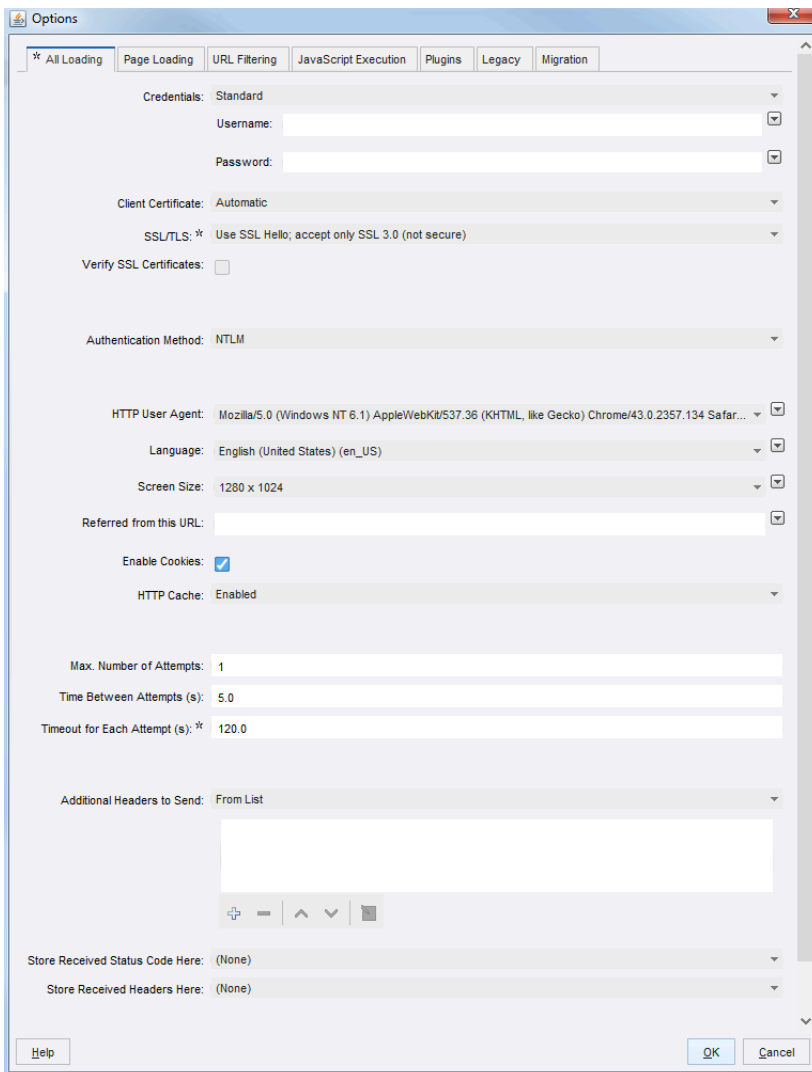 Options
* All Loading Page Loading URL Filtering JavaScript Execution Plugins Legacy Migration
Credentials: Standard
Username:
Password:
Client Certificate: Automatic
SSL/TLS: * Use SSL Hello; accept only SSL 3.0 (not secure)
Verify SSL Certificates:
Authentication Method: NTLM
HTTP User Agent: Mozilla/5.0 (Windows NT 6.1) AppleWebKit/537.36 (KHTML, like Gecko) Chrome/43.0.2357.134 Safar...
Language: English (United States) (en_US)
Screen Size: 1280 x 1024
Referred from this URL:
Enable Cookies:
HTTP Cache: Enabled
Max. Number of Attempts: 1
Time Between Attempts (s): 5.0
Timeout for Each Attempt (s): * 120.0
Additional Headers to Send: From List
Store Received Status Code Here: (None)
Store Received Headers Here: (None)
Help OK Cancel